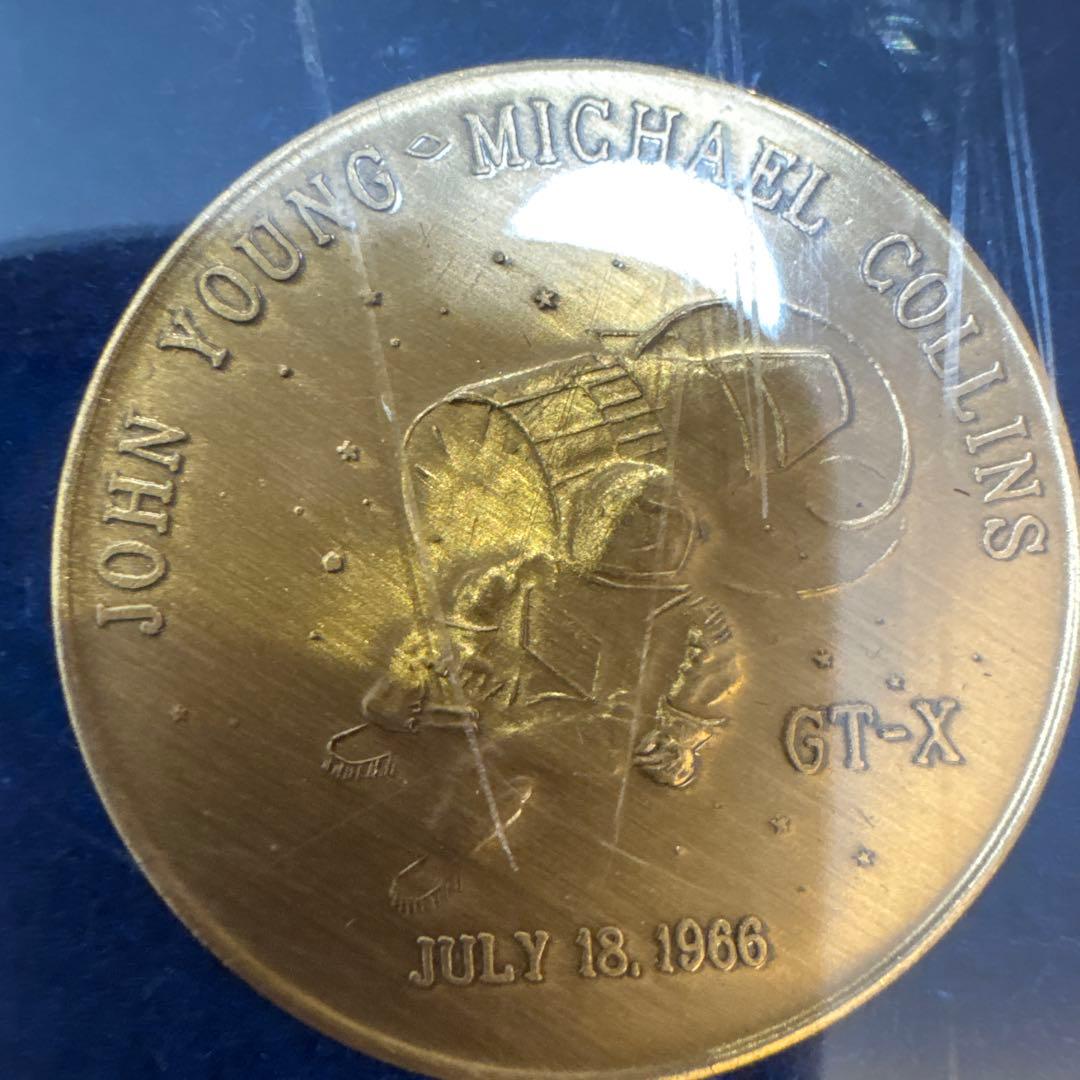 JOHN YOUNG ◇ MICHAEL COLLINS
GT-X
JULY 18, 1966